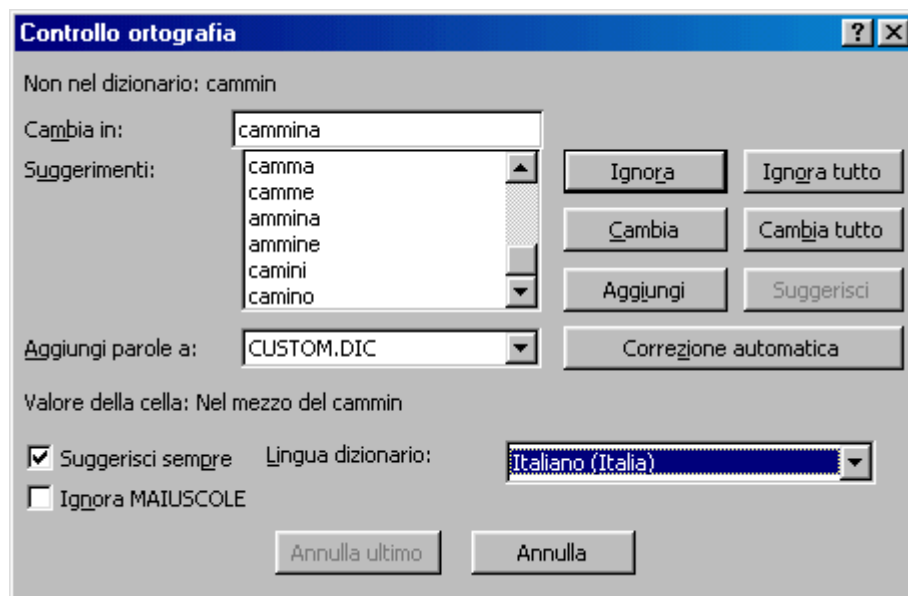 Controllo ortografia
Non nel dizionario: cammin
Cambia in: cammina
Suggerimenti:
camma
camme
ammina
ammine
camini
camino
Ignora Ignora tutto
Cambia Cambia tutto
Aggiungi Suggerisci
Aggiungi parole a: CUSTOM.DIC Correzione automatica
Valore della cella: Nel mezzo del cammin
Suggerisci sempre Lingua dizionario: Italiano (Italia)
Ignora MAIUSCOLE
Annulla ultimo Annulla